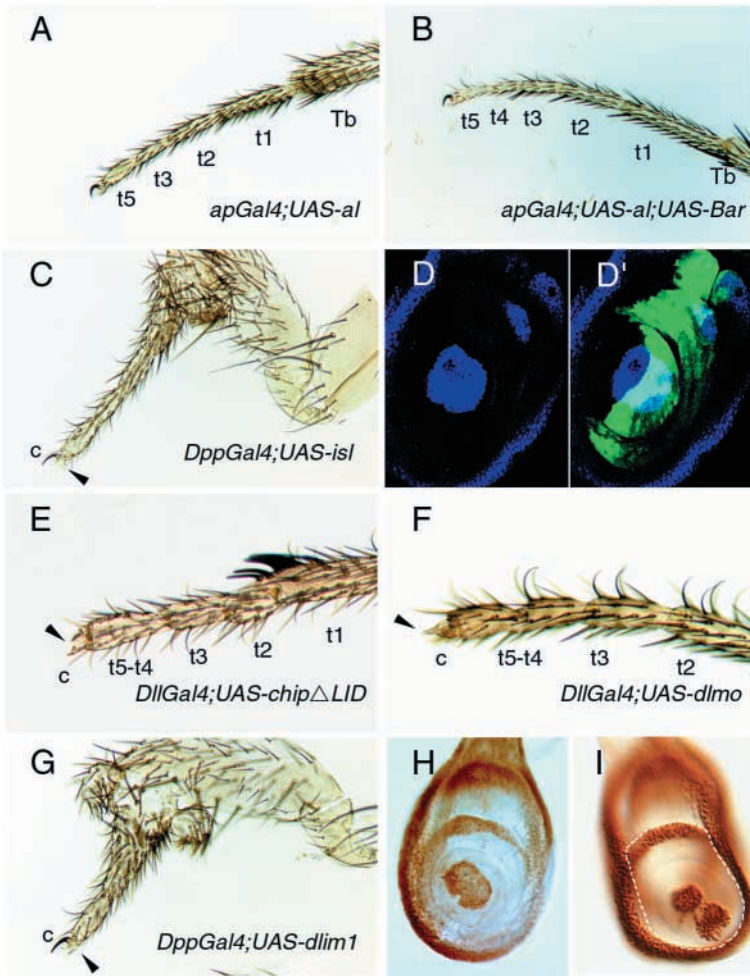 A
Tb
t1
t2
t3
t5
apGal4;UAS-al
B
t5 t4 t3 t2
t1
Tb
apGal4;UAS-al;UAS-Bar
C
c
DppGal4;UAS-isl
D
D'
E
t1
t2
t3
t5-t4
c
DllGal4;UAS-chip△LID
F
c
t5-t4
t3
t2
DllGal4;UAS-dlmo
G
c
DppGal4;UAS-dlim1
H
I